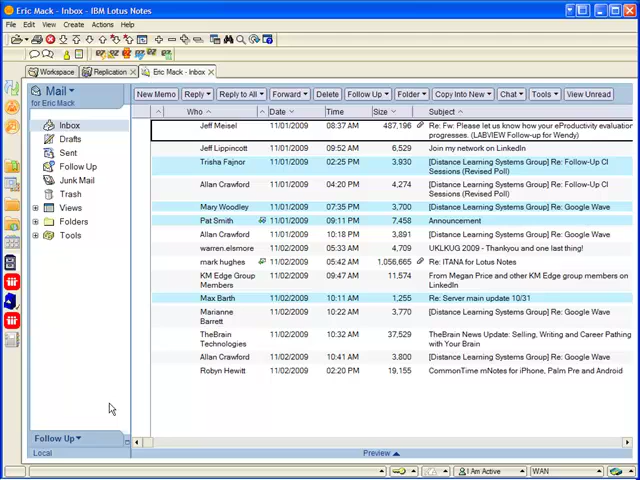 Eric Mack - Inbox - IBM Lotus Notes
File Edit View Create Actions Tools Window Help
Workspace Replication Eric Mack - Inbox
Mail
for Eric Mack
New Memo Reply Reply to All Forward Delete Follow Up Folder Copy Into New Chat Tools View Unread
Who Date Time Size Subject
Inbox
Drafts
Sent
Follow Up
Junk Mail
Trash
Views
Folders
Tools
Jeff Meisel 11/01/2009 08:37 AM 487,196 Re: Fw: Please let us know how your eProductivity evaluation
progresses. (LABVIEW Follow-up for Wendy)
Jeff Lippincott 11/01/2009 09:52 AM 6,529 Join my network on LinkedIn
Trisha Fajnor 11/01/2009 02:25 PM 3,930 [Distance Learning Systems Group] Re: Follow-Up CI
Sessions (Revised Poll)
Allan Crawford 11/01/2009 04:20 PM 4,274 [Distance Learning Systems Group] Re: Follow-Up CI
Sessions (Revised Poll)
Mary Woodley 11/01/2009 07:35 PM 3,700 [Distance Learning Systems Group] Re: Google Wave
Pat Smith 11/01/2009 09:11 PM 7,458 Announcement
Allan Crawford 11/01/2009 10:18 PM 3,891 [Distance Learning Systems Group] Re: Google Wave
warren.elsmore 11/02/2009 05:33 AM 4,709 UKLUG 2009 - Thankyou and one last thing!
mark hughes 11/02/2009 05:42 AM 1,056,665 Re: ITANA for Lotus Notes
KM Edge Group
Members 11/02/2009 09:47 AM 11,574 From Megan Price and other KM Edge group members on
LinkedIn
Max Barth 11/02/2009 10:11 AM 1,255 Re: Server main update 10/31
Marianne
Barrett 11/02/2009 10:22 AM 3,770 [Distance Learning Systems Group] Re: Google Wave
TheBrain
Technologies 11/02/2009 10:32 AM 37,529 TheBrain News Update: Selling, Writing and Career Pathing
with Your Brain
Allan Crawford 11/02/2009 10:41 AM 3,800 [Distance Learning Systems Group] Re: Google Wave
Robyn Hewitt 11/02/2009 02:22 PM 19,155 CommonTime mNotes for iPhone, Palm Pre and Android
Follow Up
Local
Preview
I Am Active WAN